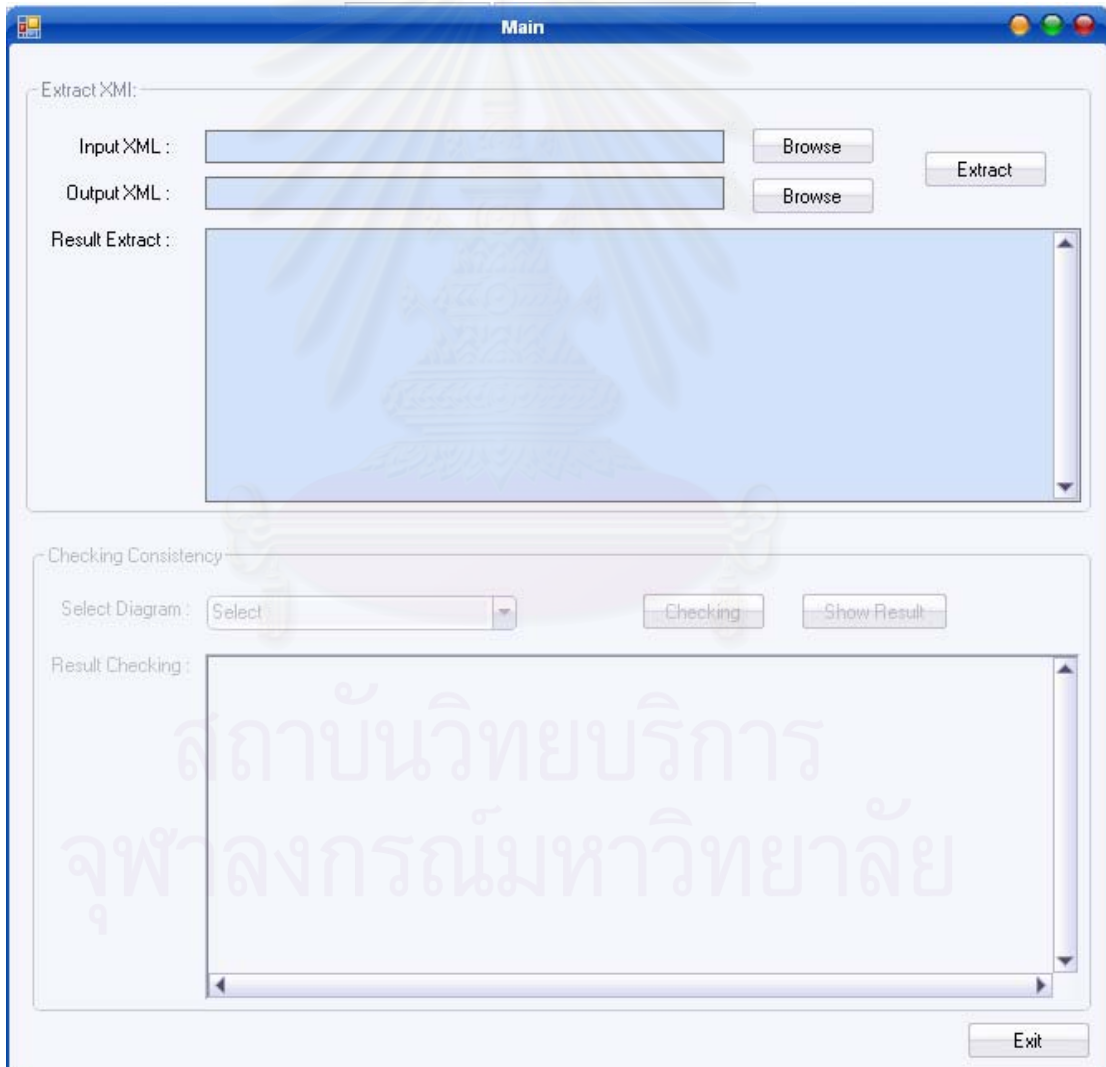 Main
Extract XMI:
Input XML :
Browse
Extract
Output XML :
Browse
Result Extract :
Checking Consistency
Select Diagram :
Select
Checking
Show Result
Result Checking :
สถาบันวิทยบริการ
จุฬาลงกรณ์มหาวิทยาลัย
Exit